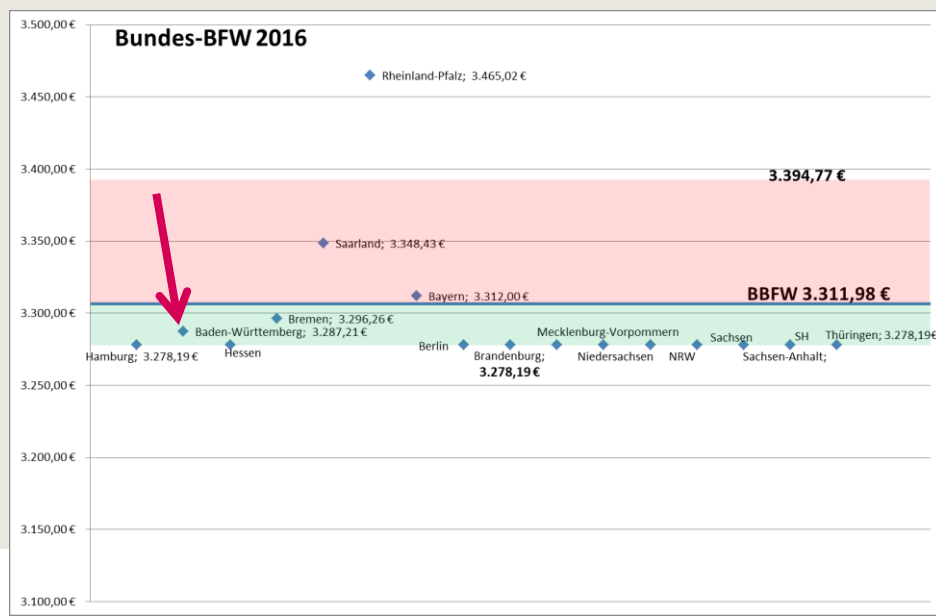 3.500,00 €
Bundes-BFW 2016
Rheinland-Pfalz; 3.465,02 €
3.450,00 €
3.400,00 €
3.394,77 €
3.350,00 €
Saarland; 3.348,43 €
Bayern; 3.312,00 €
BBFW 3.311,98 €
3.300,00 €
Bremen; 3.296,26 €
Baden-Württemberg; 3.287,21 €
Mecklenburg-Vorpommern
Sachsen
SH
Thüringen; 3.278,19€
Hamburg; 3.278,19 €
Hessen
Berlin
Brandenburg;
3.278,19 €
Niedersachsen
NRW
Sachsen-Anhalt;
3.250,00 €
3.200,00 €
3.150,00 €
3.100,00 €